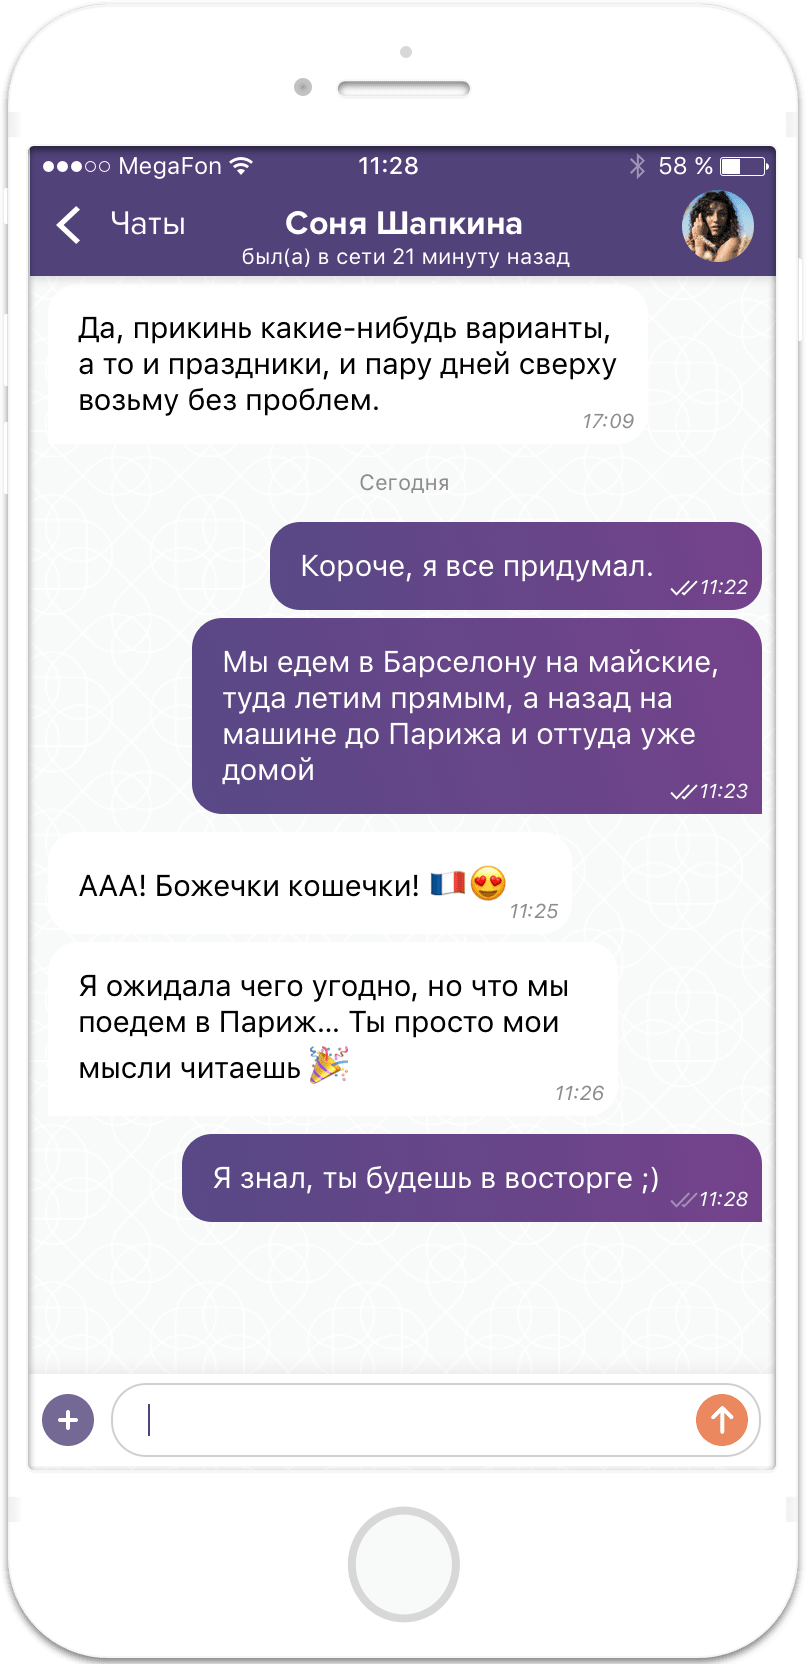 MegaFon 11:28 58 %
Чаты Соня Шапкина
был(а) в сети 21 минуту назад
Да, прикинь какие-нибудь варианты,
а то и праздники, и пару дней сверху
возьму без проблем.
17:09
Сегодня
Короче, я все придумал.
11:22
Мы едем в Барселону на майские,
туда летим прямым, а назад на
машине до Парижа и оттуда уже
домой
11:23
ААА! Божечки кошечки! 🇫🇷😍
11:25
Я ожидала чего угодно, но что мы
поедем в Париж... Ты просто мои
мысли читаешь 🎉
11:26
Я знал, ты будешь в восторге ;)
11:28